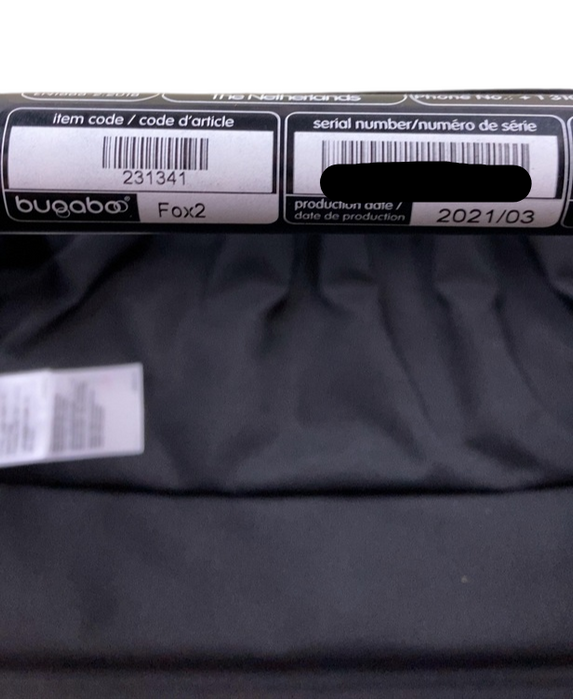 The Netherlands
item code / code d'article
231341
bugaboo
Fox2
serial number/numéro de série
production date /
date de production
2021/03